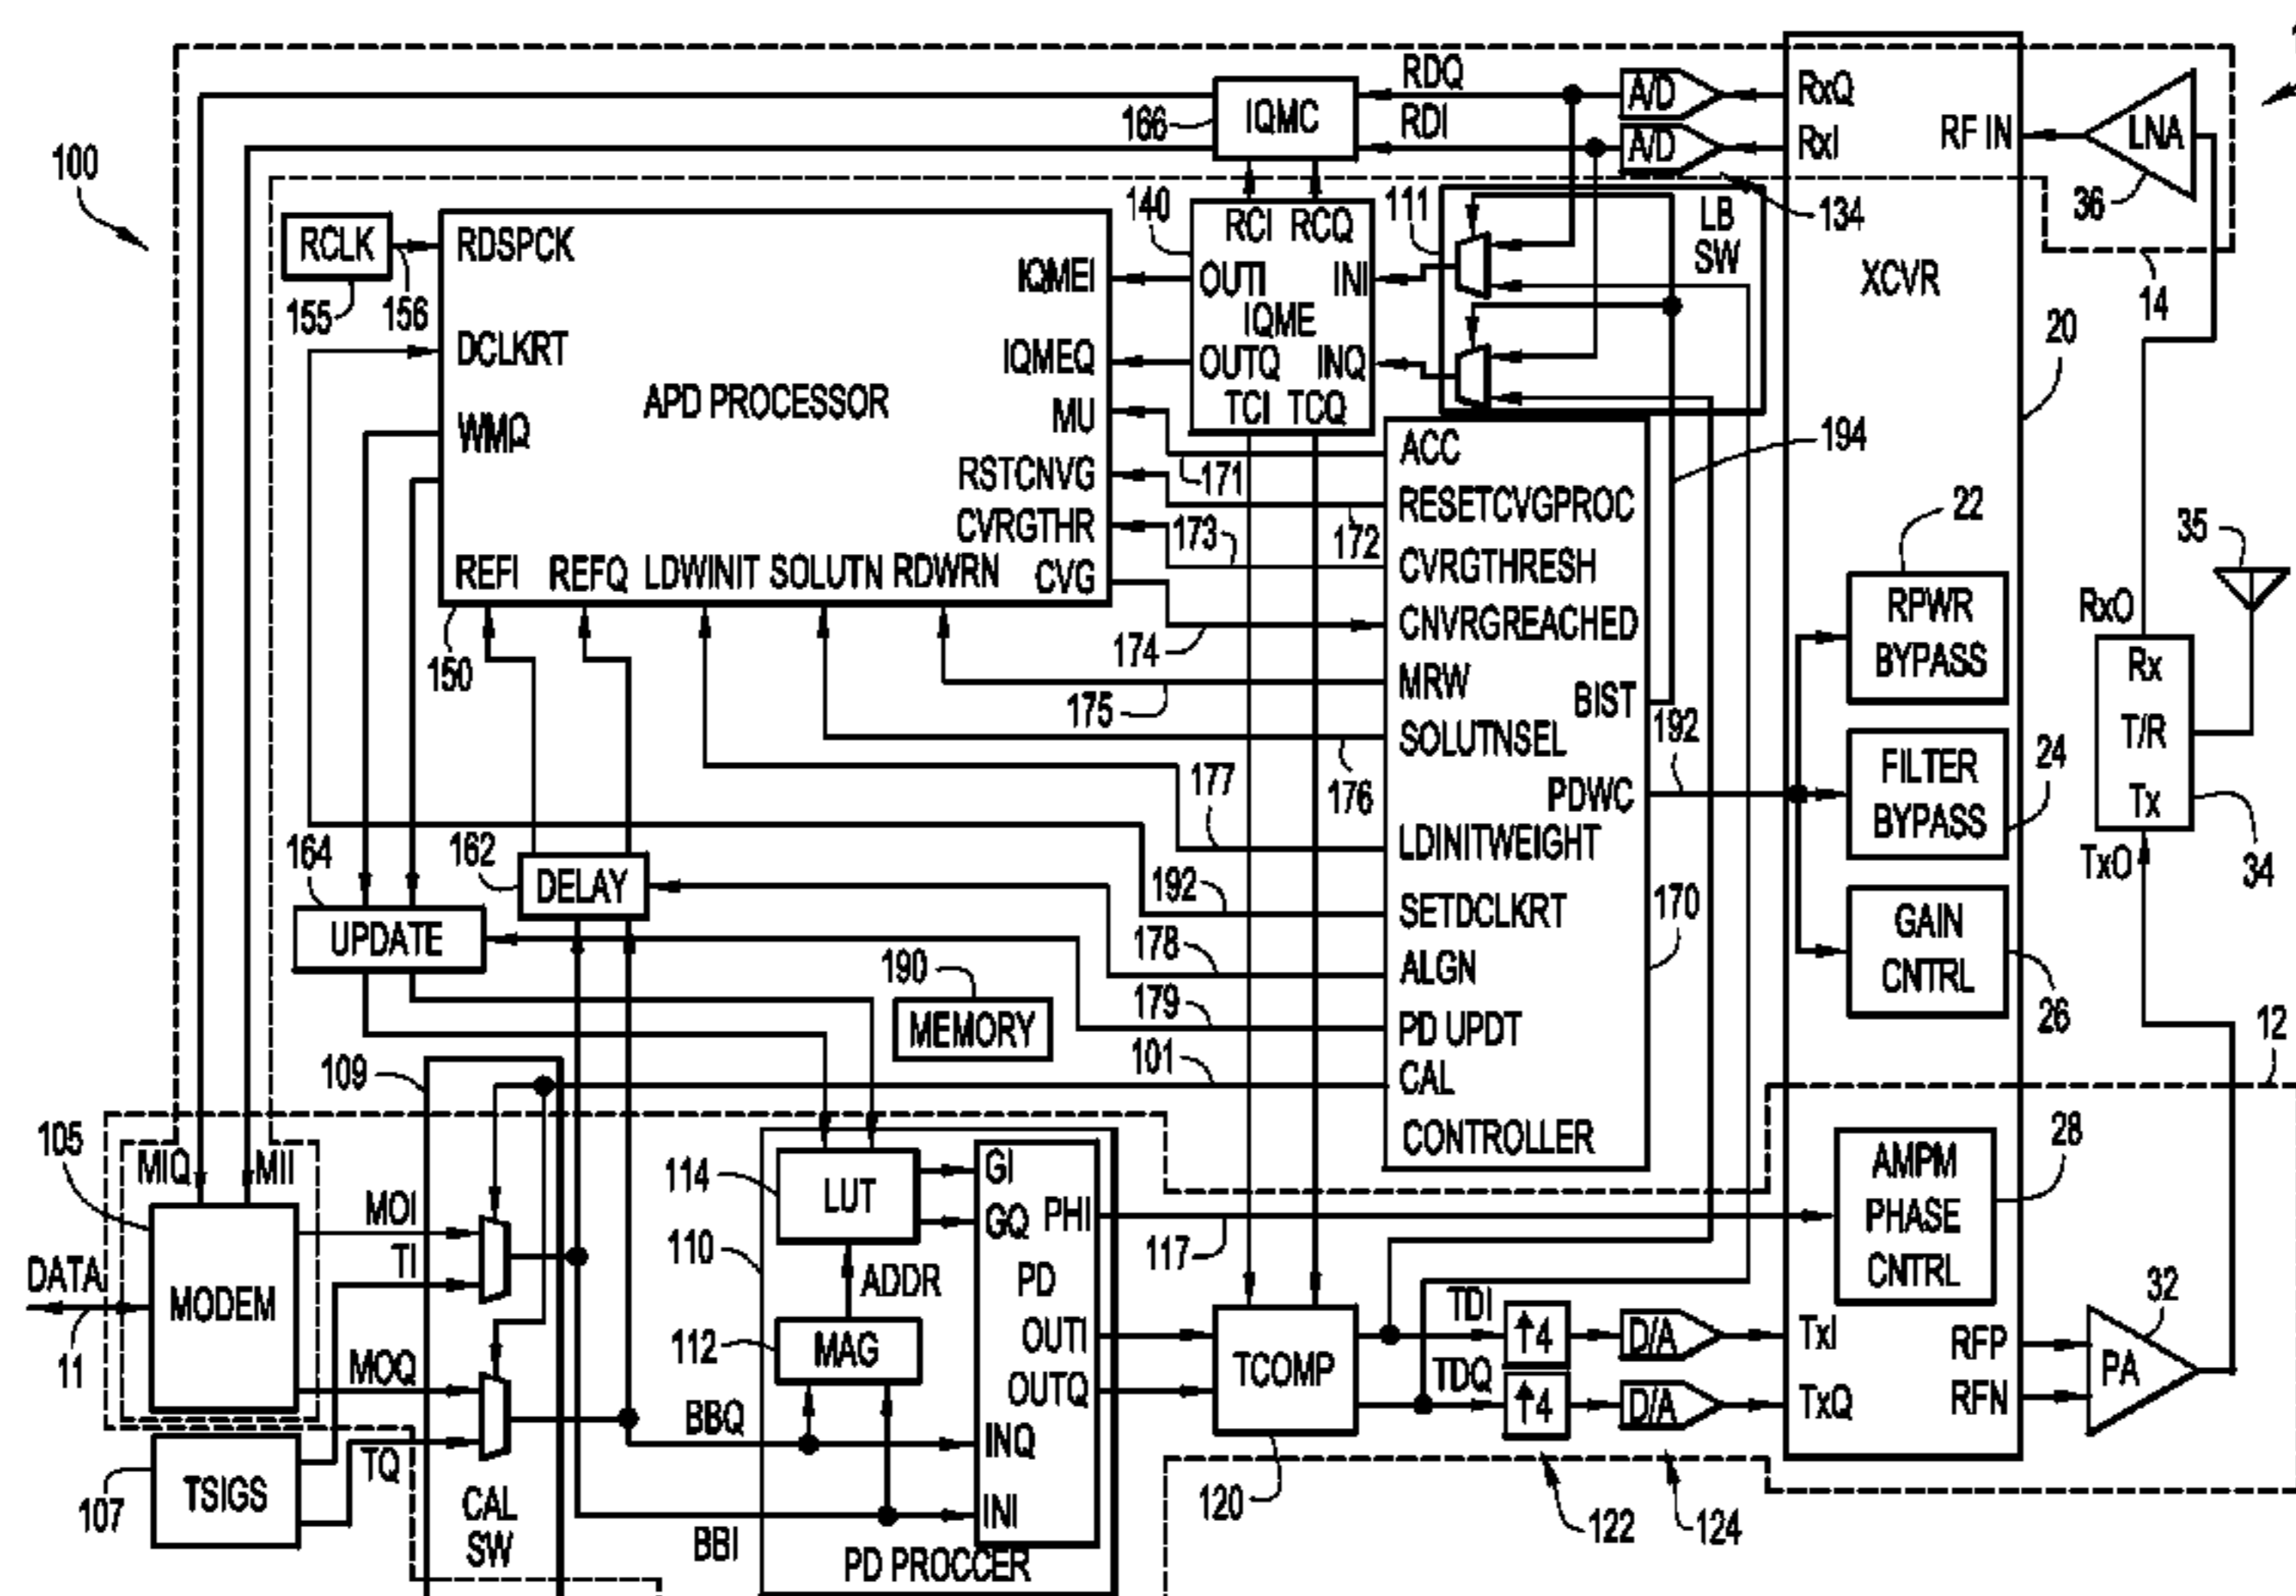 100
RDQ
RDI
166
IQMC
A/D
A/D
RxQ
RxI
RF IN
LNA
36
134
14
RCLK
155
156
RDSPCK
DCLKRT
WMQ
APD PROCESSOR
IQMEI
IQMEQ
MU
RSTCNVG
CVRGTHR
CVG
REFI REFQ LDWINIT SOLUTN RDWRN
150
140
RCI RCQ
OUTI INI
IQME
OUTQ INQ
TCI TCQ
111
LB
SW
XCVR
20
194
171
172
173
174
175
176
177
192
178
179
101
ACC
RESETCVGPROC
CVRGTHRESH
CNVRGREACHED
MRW
BIST
SOLUTNSEL
PDWC
LDINITWEIGHT
SETDCLKRT
ALGN
PD UPDT
CAL
CONTROLLER
170
192
22
RPWR
BYPASS
24
FILTER
BYPASS
GAIN
CNTRL
26
35
RxO
Rx
T/R
Tx
TxO
34
12
164
UPDATE
162
DELAY
190
MEMORY
109
105
MIQ MII
MODEM
DATA
11
MOI
TI
MOQ
TQ
107
TSIGS
CAL
SW
BBQ
BBI
114
LUT
110
ADDR
112
MAG
GI
GQ
PHI
PD
OUTI
OUTQ
INQ
INI
PD PROCCER
117
TCOMP
120
TDI
TDQ
↑4
↑4
122
D/A
D/A
124
28
AMPM
PHASE
CNTRL
TxI
TxQ
RFP
RFN
32
PA